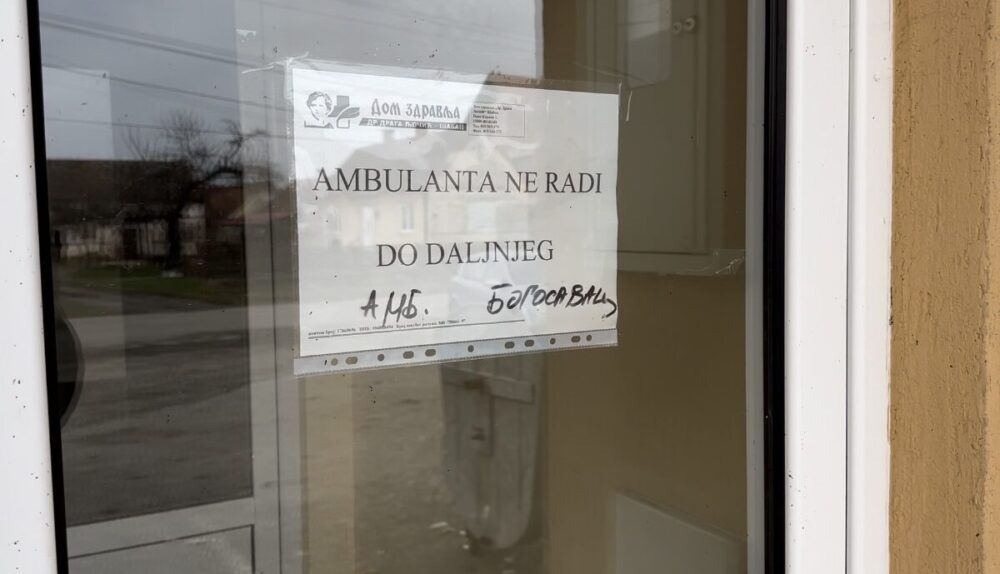 Дом здравља
др Драга Љочић - Шабац
AMBULANTA NE RADI
DO DALJNJEG
АМБ. БОГОСАВАЦ